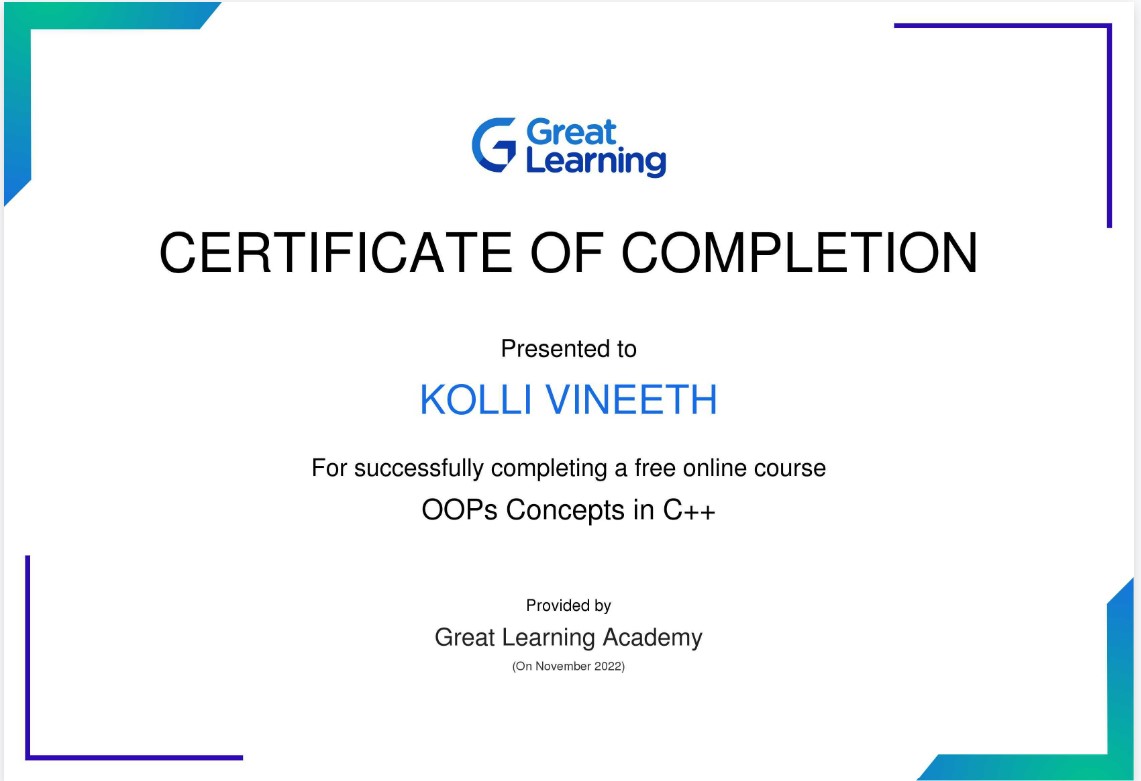 Great
Learning
CERTIFICATE OF COMPLETION
Presented to
KOLLI VINEETH
For successfully completing a free online course
OOPs Concepts in C++
Provided by
Great Learning Academy
(On November 2022)